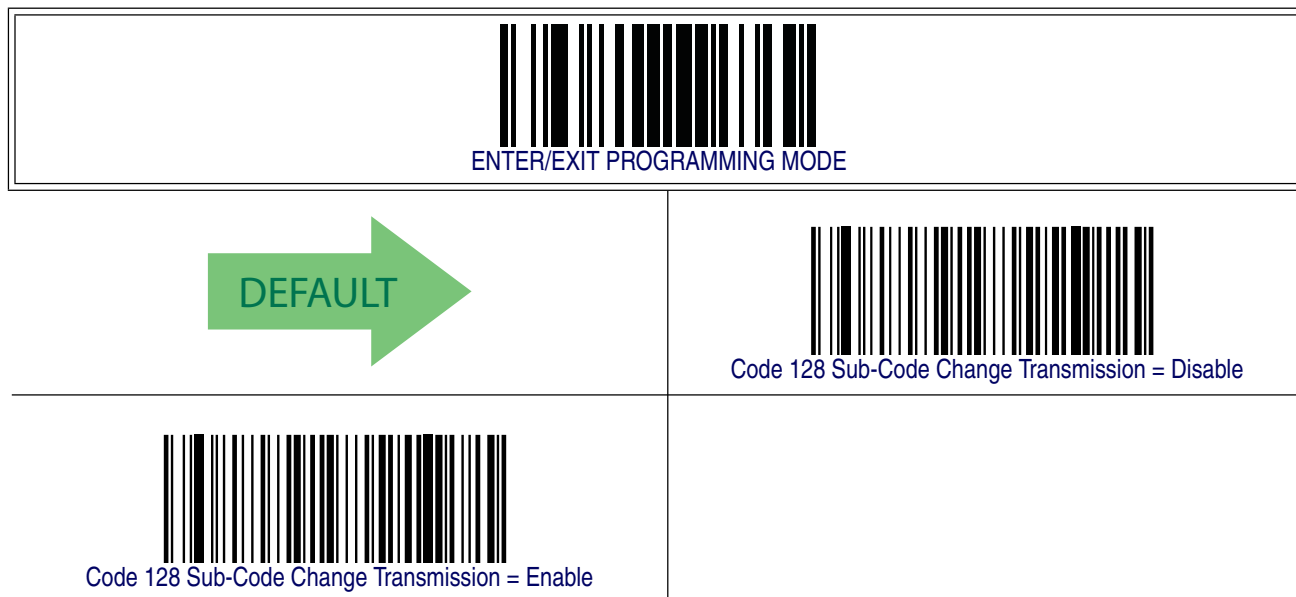 ENTER/EXIT PROGRAMMING MODE
DEFAULT
Code 128 Sub-Code Change Transmission = Disable
Code 128 Sub-Code Change Transmission = Enable